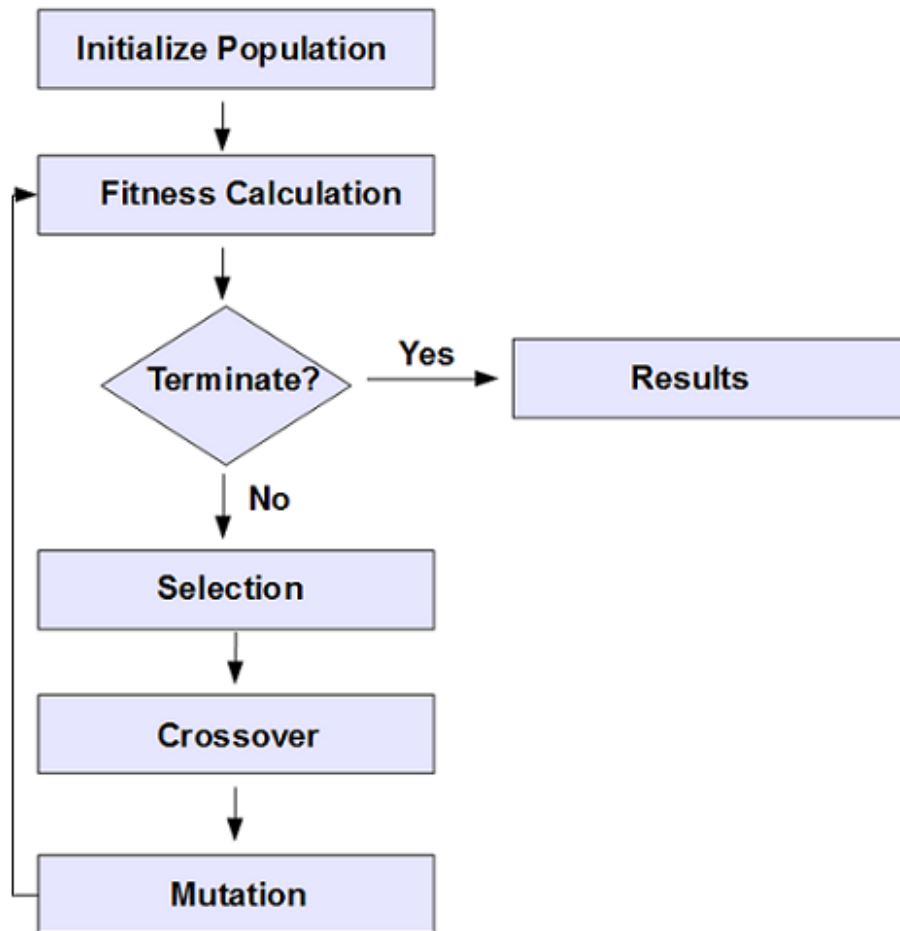 Initialize Population
Fitness Calculation
Terminate?
Yes
Results
No
Selection
Crossover
Mutation